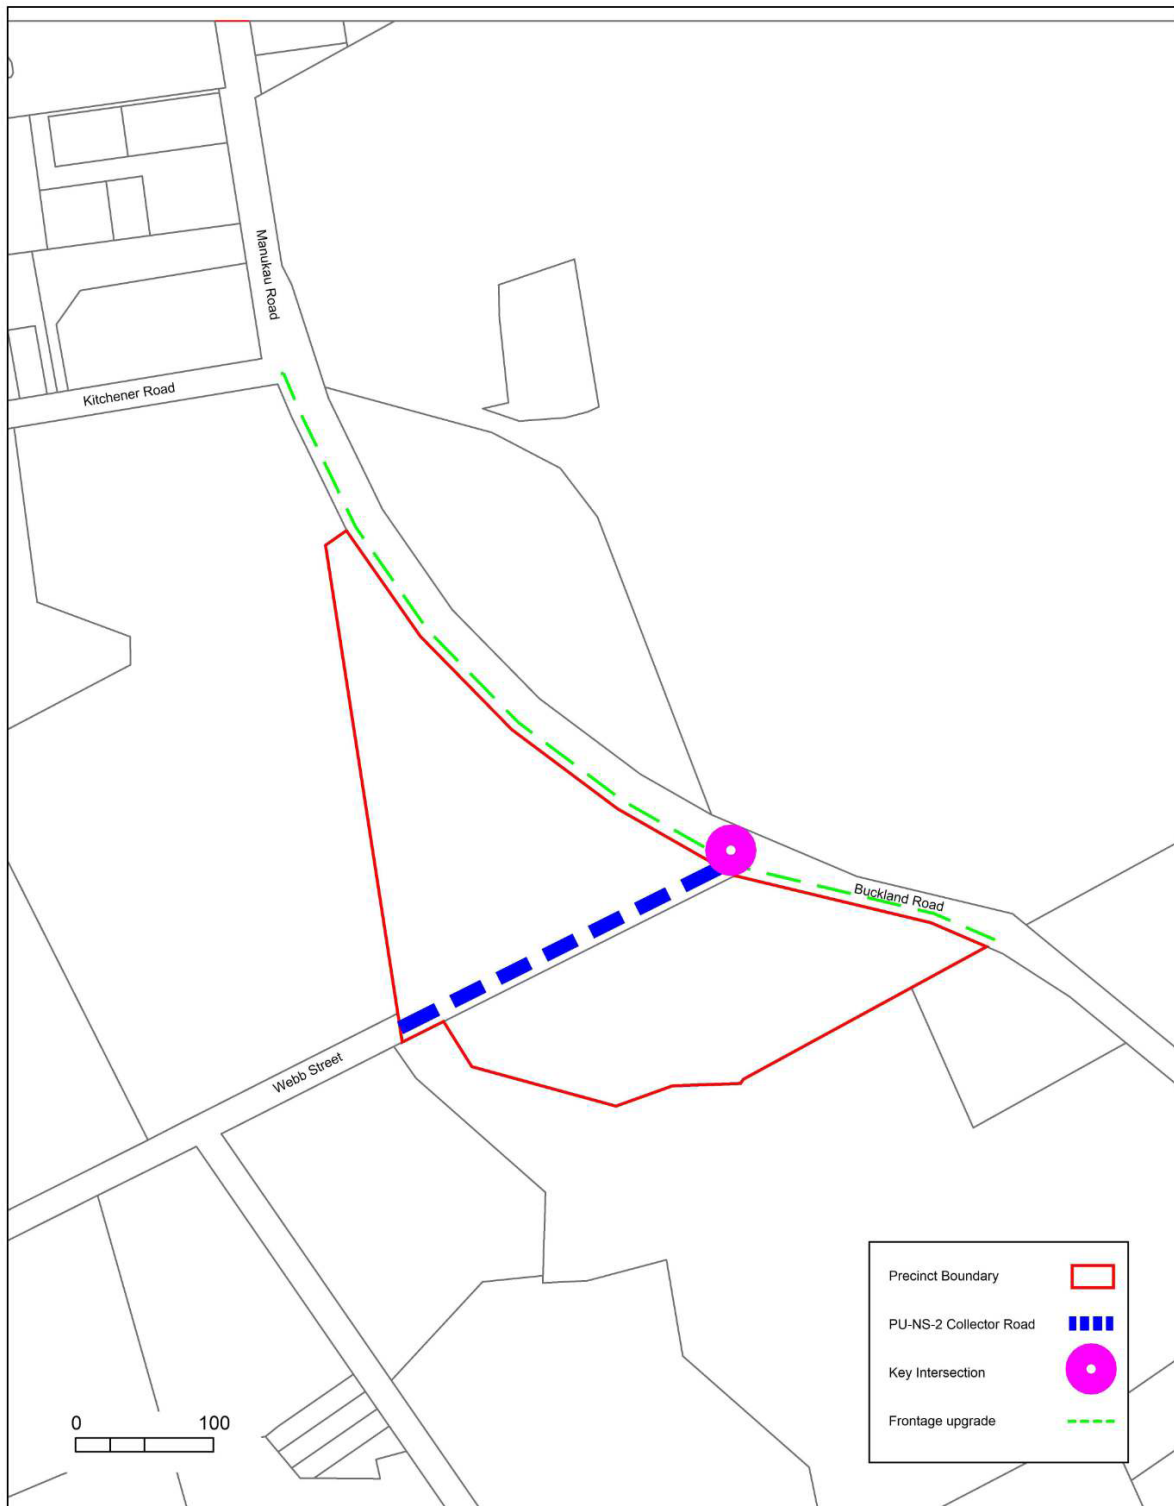 Manukau Road
Kitchener Road
Buckland Road
Webb Street
Precinct Boundary
PU-NS-2 Collector Road
Key Intersection
Frontage upgrade
0 100